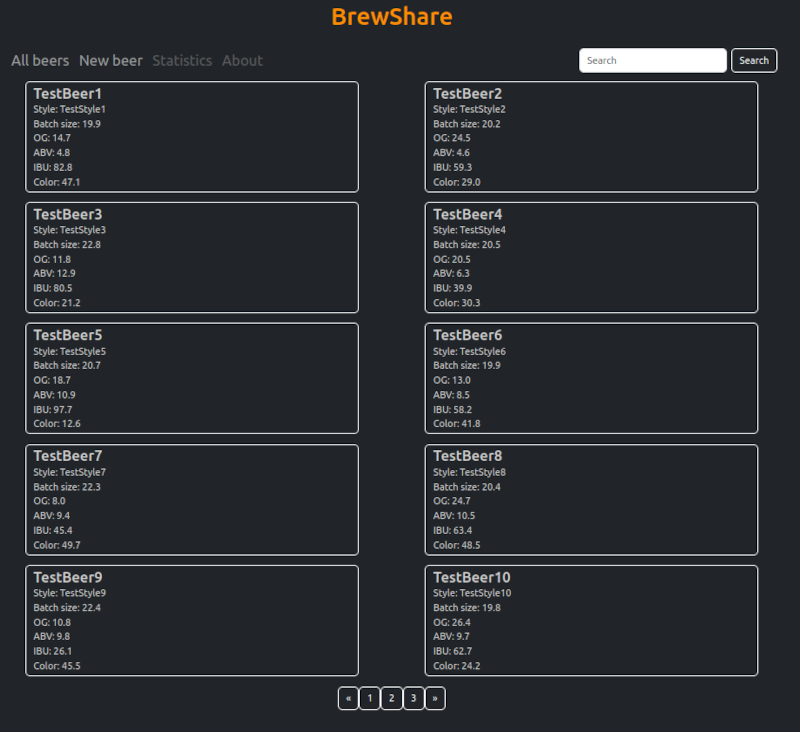 BrewShare
All beers New beer Statistics About Search Search
TestBeer1
Style: TestStyle1
Batch size: 19.9
OG: 14.7
ABV: 4.8
IBU: 82.8
Color: 47.1
TestBeer2
Style: TestStyle2
Batch size: 20.2
OG: 24.5
ABV: 4.6
IBU: 59.3
Color: 29.0
TestBeer3
Style: TestStyle3
Batch size: 22.8
OG: 11.8
ABV: 12.9
IBU: 80.5
Color: 21.2
TestBeer4
Style: TestStyle4
Batch size: 20.5
OG: 20.5
ABV: 6.3
IBU: 39.9
Color: 30.3
TestBeer5
Style: TestStyle5
Batch size: 20.7
OG: 18.7
ABV: 10.9
IBU: 97.7
Color: 12.6
TestBeer6
Style: TestStyle6
Batch size: 19.9
OG: 13.0
ABV: 8.5
IBU: 58.2
Color: 41.8
TestBeer7
Style: TestStyle7
Batch size: 22.3
OG: 8.0
ABV: 9.4
IBU: 45.4
Color: 49.7
TestBeer8
Style: TestStyle8
Batch size: 20.4
OG: 24.7
ABV: 10.5
IBU: 63.4
Color: 48.5
TestBeer9
Style: TestStyle9
Batch size: 22.4
OG: 10.8
ABV: 9.8
IBU: 26.1
Color: 45.5
TestBeer10
Style: TestStyle10
Batch size: 19.8
OG: 26.4
ABV: 9.7
IBU: 62.7
Color: 24.2
« 1 2 3 »